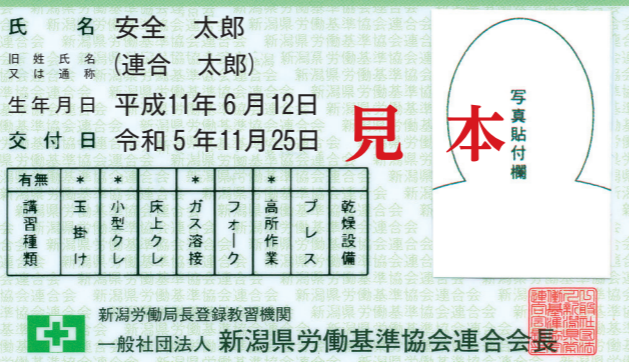 氏名 安全 太郎
旧姓氏名又は通称 (連合 太郎)
生年月日 平成11年6月12日
交付日 令和5年11月25日
見本
写真貼付欄
有無 * * * *
講習種類 玉掛け 小型クレ 床上クレ ガス溶接 フォーク 高所作業 プレス 乾燥設備
新潟労働局長登録教習機関
一般社団法人 新潟県労働基準協会連合会長